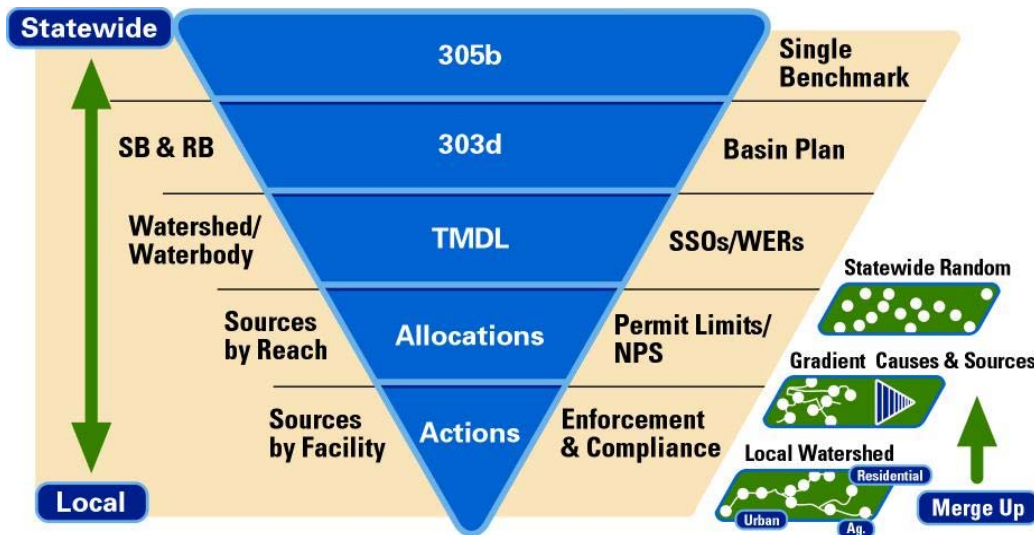 Statewide
305b
Single
Benchmark
SB & RB
303d
Basin Plan
Watershed/
Waterbody
TMDL
SSOs/WERs
Statewide Random
Sources
by Reach
Allocations
Permit Limits/
NPS
Gradient Causes & Sources
Sources
by Facility
Actions
Enforcement
& Compliance
Local Watershed
Residential
Urban
Ag.
Local
Merge Up